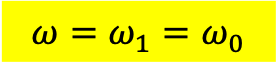 ω = ω₁ = ω₀